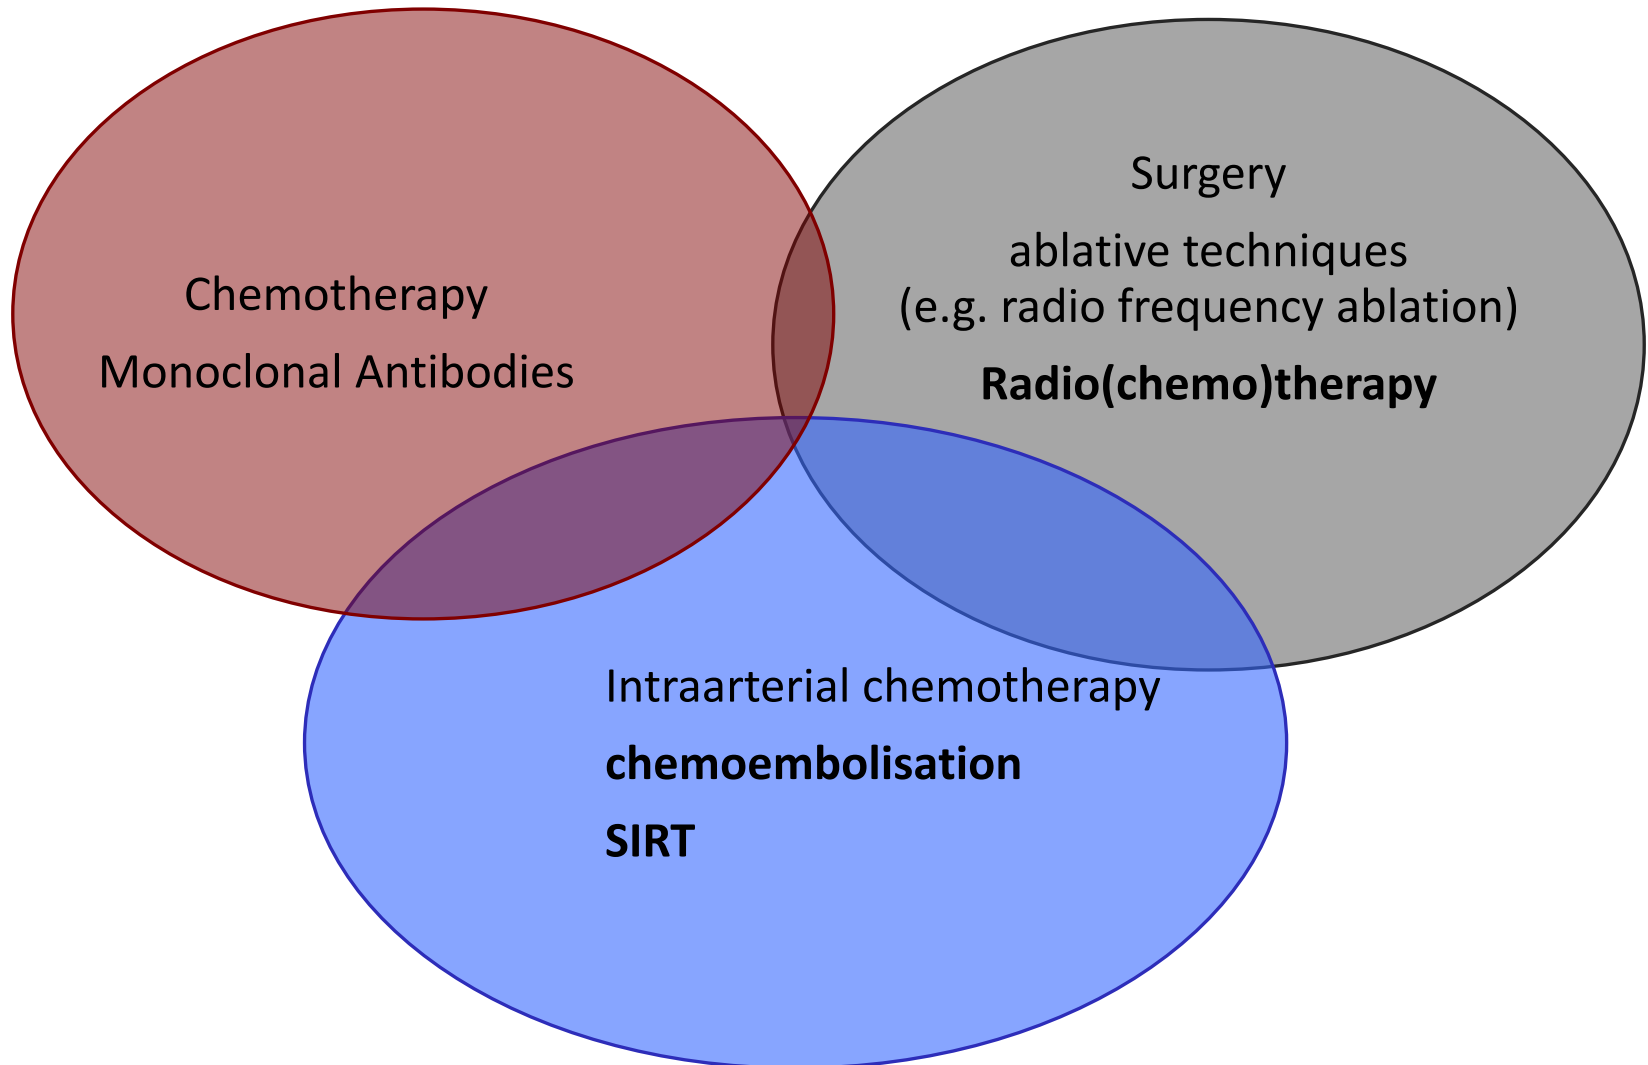 Chemotherapy
Monoclonal Antibodies
Surgery
ablative techniques
(e.g. radio frequency ablation)
Radio(chemo)therapy
Intraarterial chemotherapy
chemoembolisation
SIRT